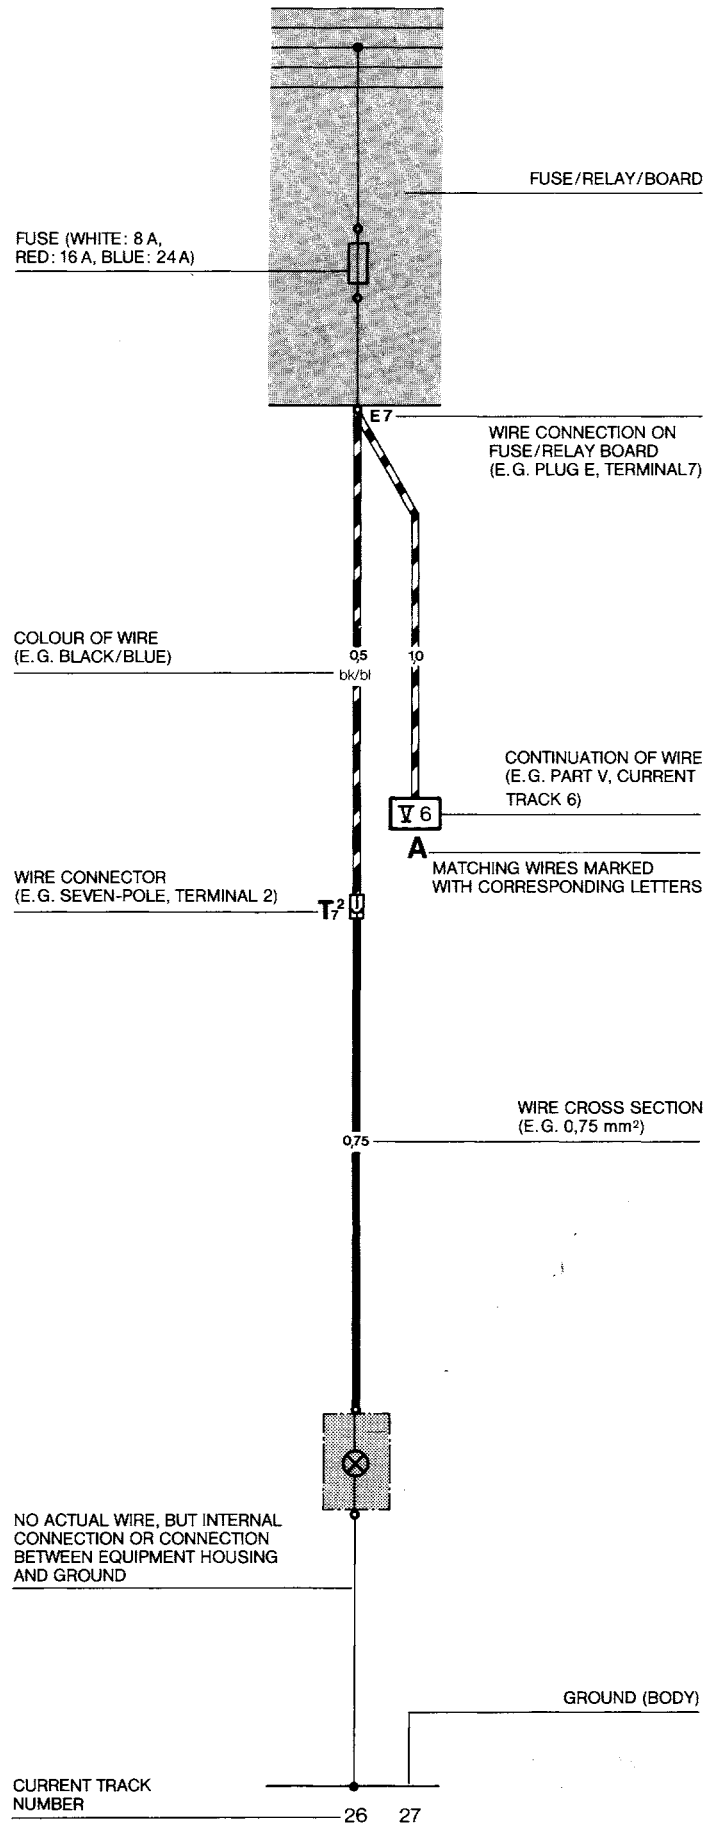 FUSE/RELAY/BOARD
FUSE (WHITE: 8 A,
RED: 16 A, BLUE: 24 A)
E7
WIRE CONNECTION ON
FUSE/RELAY BOARD
(E.G. PLUG E, TERMINAL7)
COLOUR OF WIRE
(E.G. BLACK/BLUE)
0,5
1,0
bk/bl
CONTINUATION OF WIRE
(E.G. PART V, CURRENT
TRACK 6)
V 6
A
MATCHING WIRES MARKED
WITH CORRESPONDING LETTERS
WIRE CONNECTOR
(E.G. SEVEN-POLE, TERMINAL 2)
T7²
WIRE CROSS SECTION
(E.G. 0,75 mm²)
0,75
NO ACTUAL WIRE, BUT INTERNAL
CONNECTION OR CONNECTION
BETWEEN EQUIPMENT HOUSING
AND GROUND
GROUND (BODY)
CURRENT TRACK
NUMBER
26 27